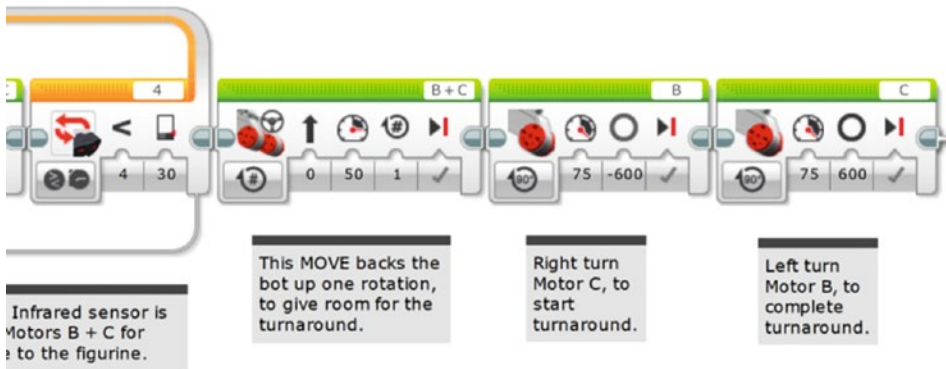 4
B + C
B
C
<
#
4 30
#
0 50 1
90°
75 -600
90°
75 600
Infrared sensor is
Motors B + C for
e to the figurine.
This MOVE backs the
bot up one rotation,
to give room for the
turnaround.
Right turn
Motor C, to
start
turnaround.
Left turn
Motor B, to
complete
turnaround.